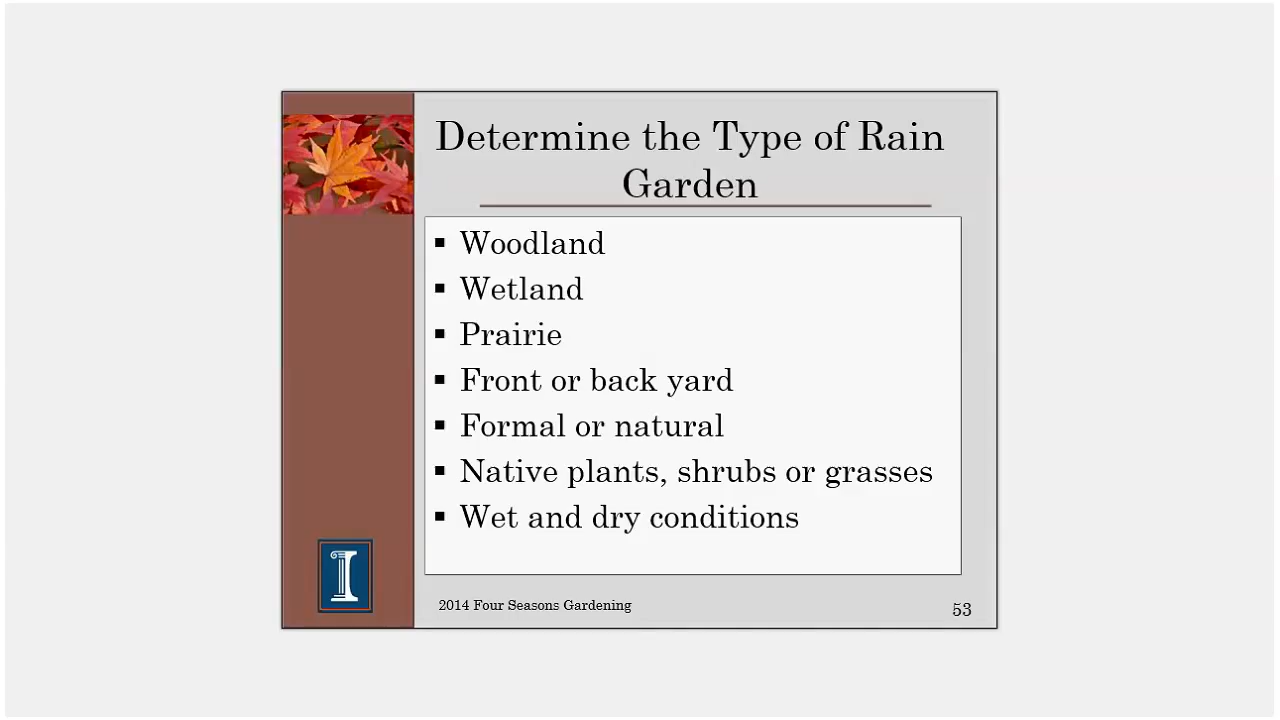 Determine the Type of Rain
Garden
▪ Woodland
▪ Wetland
▪ Prairie
▪ Front or back yard
▪ Formal or natural
▪ Native plants, shrubs or grasses
▪ Wet and dry conditions
I
2014 Four Seasons Gardening
53